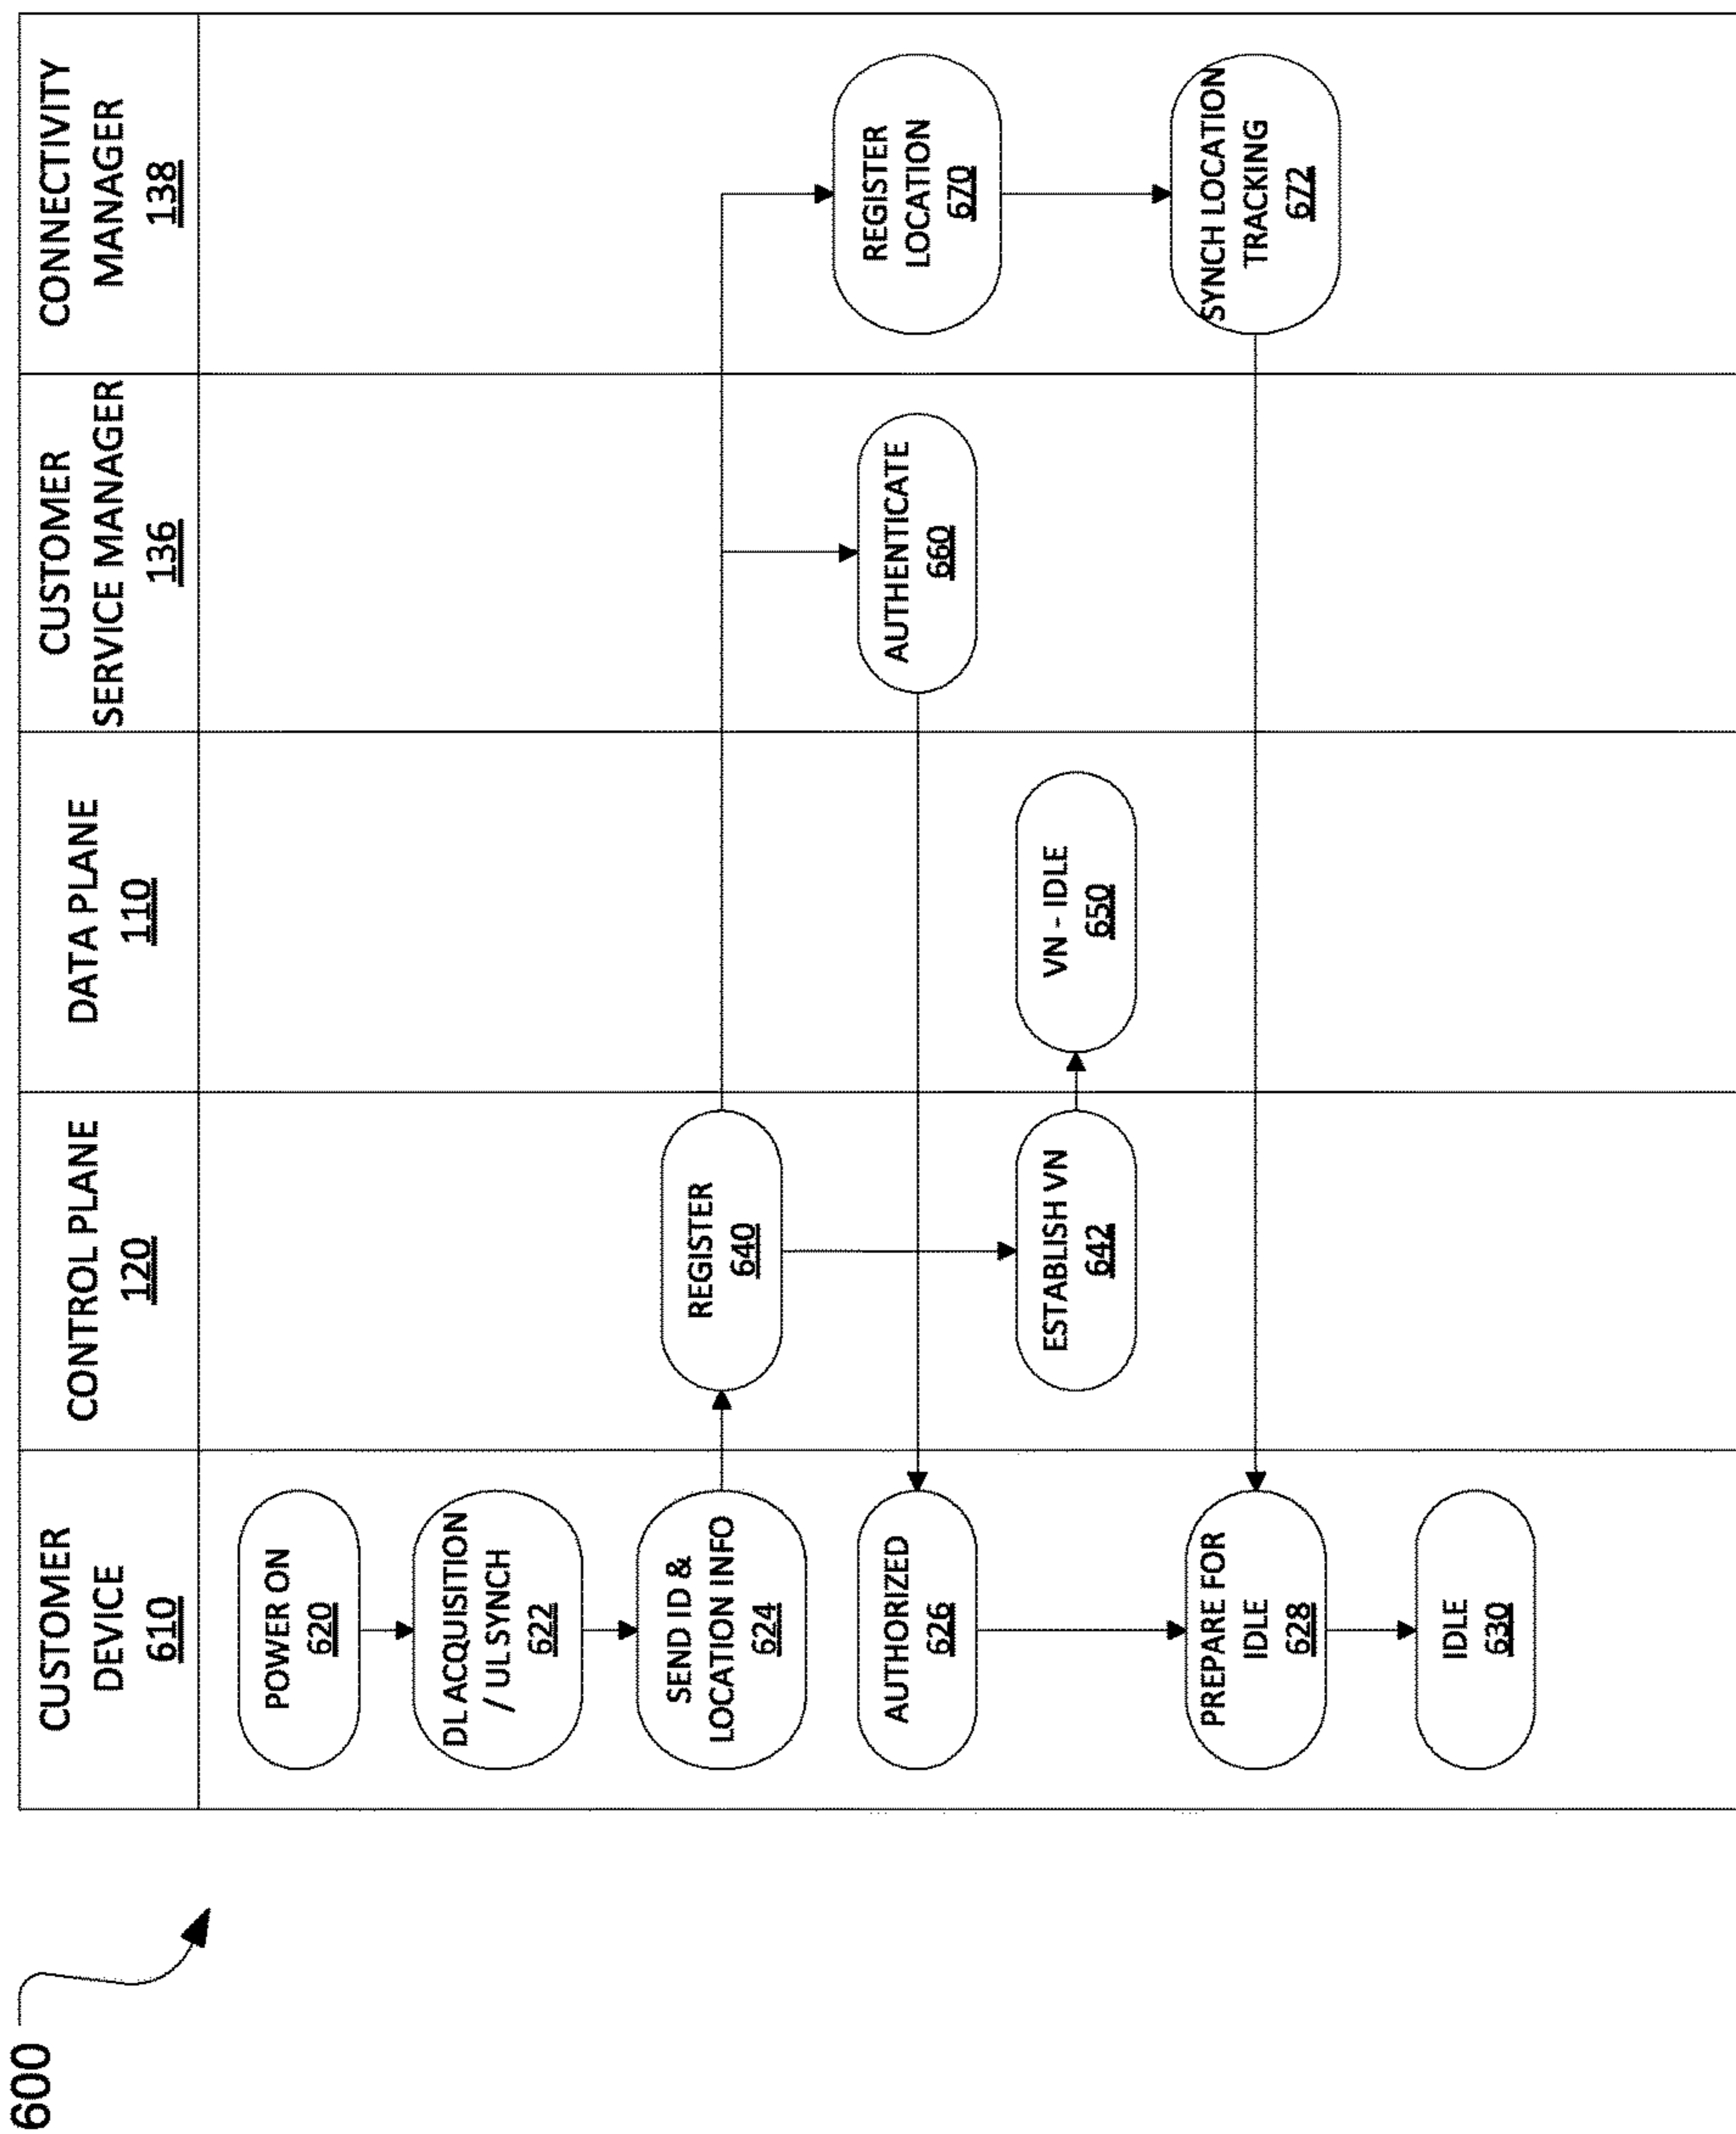 600
CUSTOMER
DEVICE
610
CONTROL PLANE
120
DATA PLANE
110
CUSTOMER
SERVICE MANAGER
136
CONNECTIVITY
MANAGER
138
POWER ON
620
DL ACQUISITION
/ UL SYNCH
622
SEND ID &
LOCATION INFO
624
REGISTER
640
AUTHORIZED
626
AUTHENTICATE
660
REGISTER
LOCATION
670
ESTABLISH VN
642
VN - IDLE
650
PREPARE FOR
IDLE
628
SYNCH LOCATION
TRACKING
672
IDLE
630